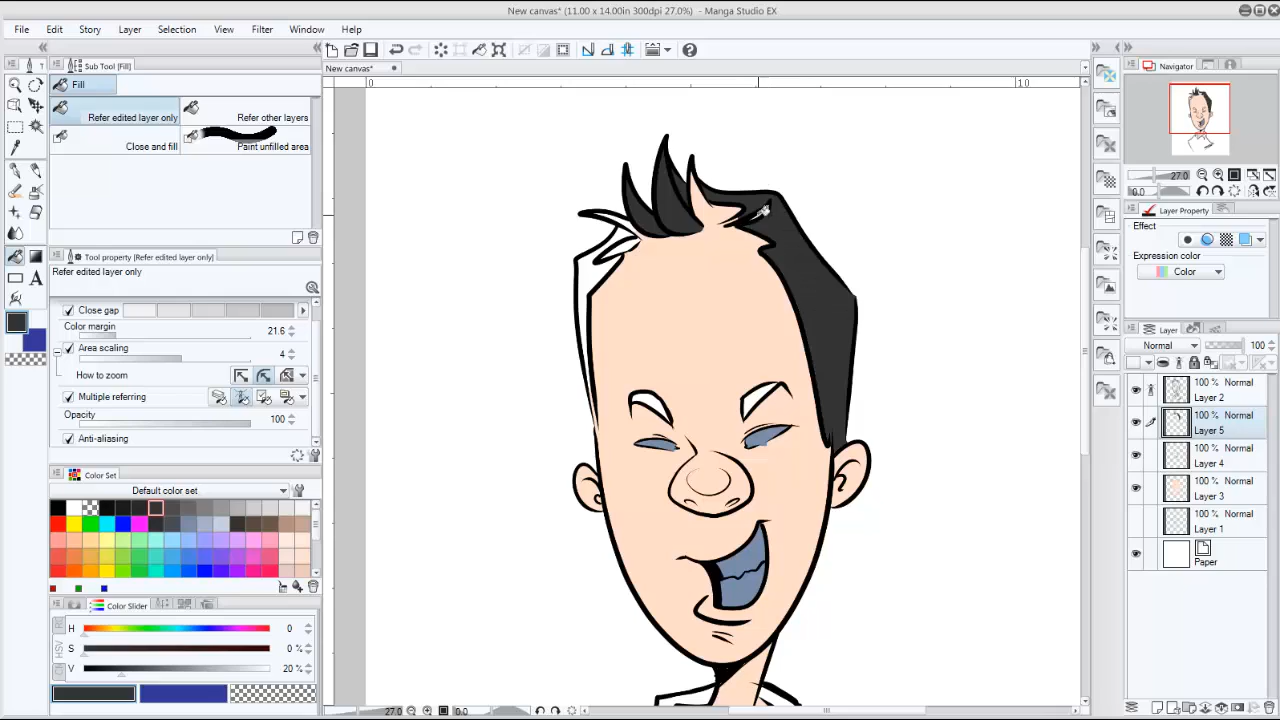 New canvas* (11.00 x 14.00in 300dpi 27.0%) - Manga Studio EX
File Edit Story Layer Selection View Filter Window Help
Sub Tool [Fill]
New canvas*
Navigator
Fill
0 10
Refer edited layer only
Refer other layers
Close and fill
Paint unfilled area
27.0
0.0
Layer Property
Effect
Expression color
Color
Tool property [Refer edited layer only]
Refer edited layer only
Close gap
Color margin
21.6
Area scaling
4
How to zoom
Multiple referring
Opacity
100
Anti-aliasing
Layer
Normal 100
100 % Normal
Layer 2
100 % Normal
Layer 5
100 % Normal
Layer 4
100 % Normal
Layer 3
100 % Normal
Layer 1
Paper
Color Set
Default color set
Color Slider
H 0
S 0 %
V 20 %
HSV
27.0 0.0